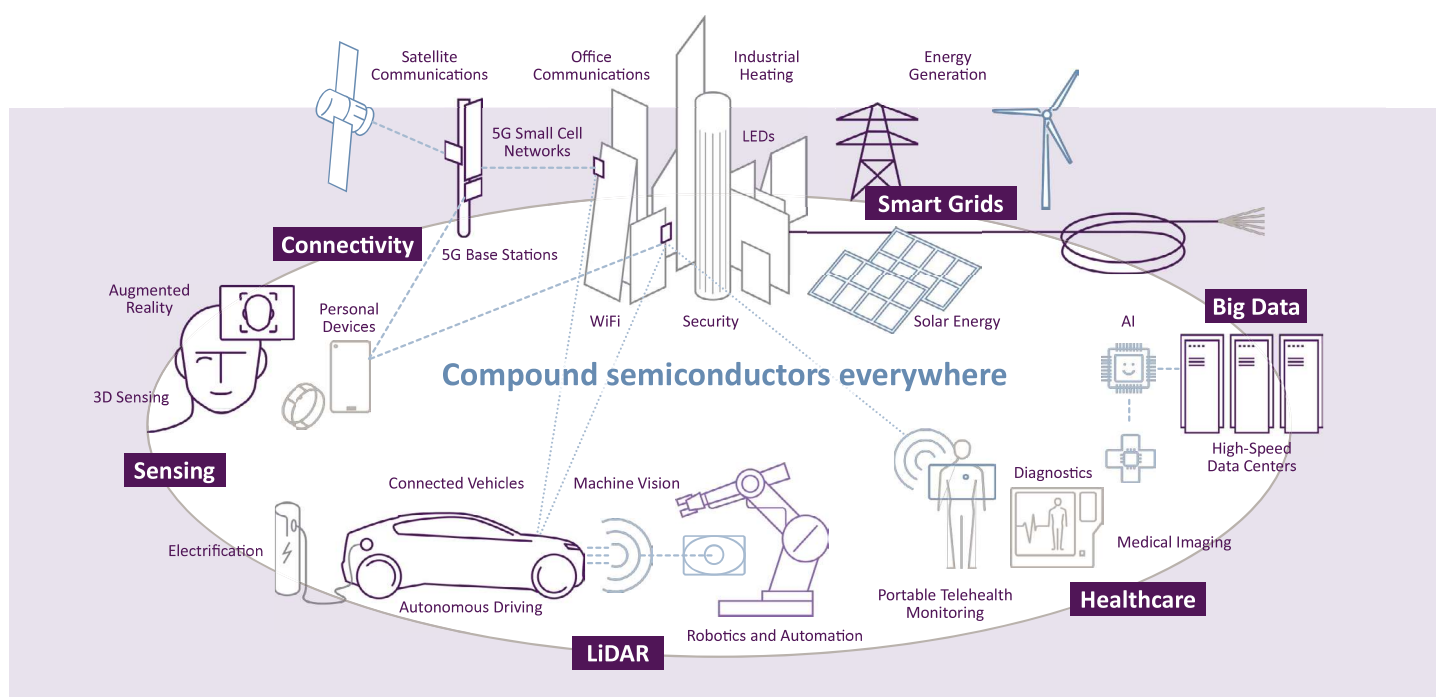 Satellite
Communications
Office
Communications
Industrial
Heating
Energy
Generation
5G Small Cell
Networks
LEDs
Smart Grids
Connectivity
5G Base Stations
Augmented
Reality
Personal
Devices
WiFi
Security
Solar Energy
AI
Big Data
Compound semiconductors everywhere
3D Sensing
Sensing
High-Speed
Data Centers
Connected Vehicles
Machine Vision
Diagnostics
Electrification
Medical Imaging
Autonomous Driving
Portable Telehealth
Monitoring
Healthcare
Robotics and Automation
LiDAR